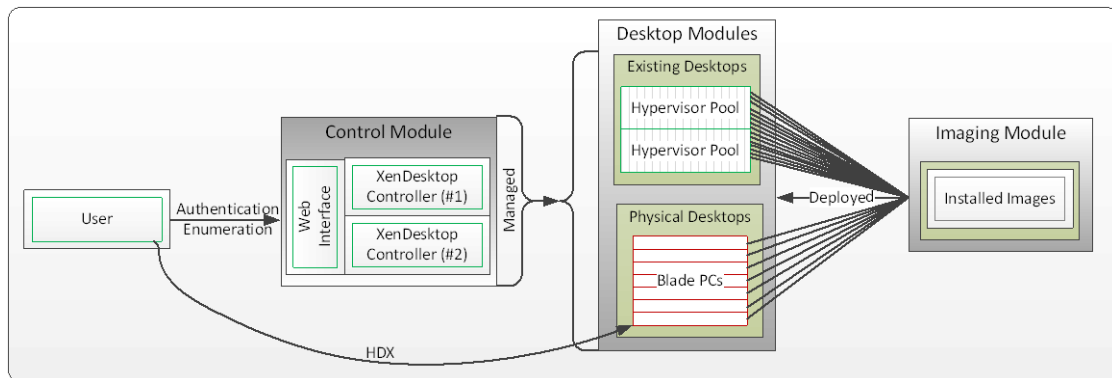 User
Authentication
Enumeration
Control Module
Web
Interface
XenDesktop
Controller (#1)
XenDesktop
Controller (#2)
Managed
HDX
Desktop Modules
Existing Desktops
Hypervisor Pool
Hypervisor Pool
Physical Desktops
Blade PCs
Deployed
Imaging Module
Installed Images